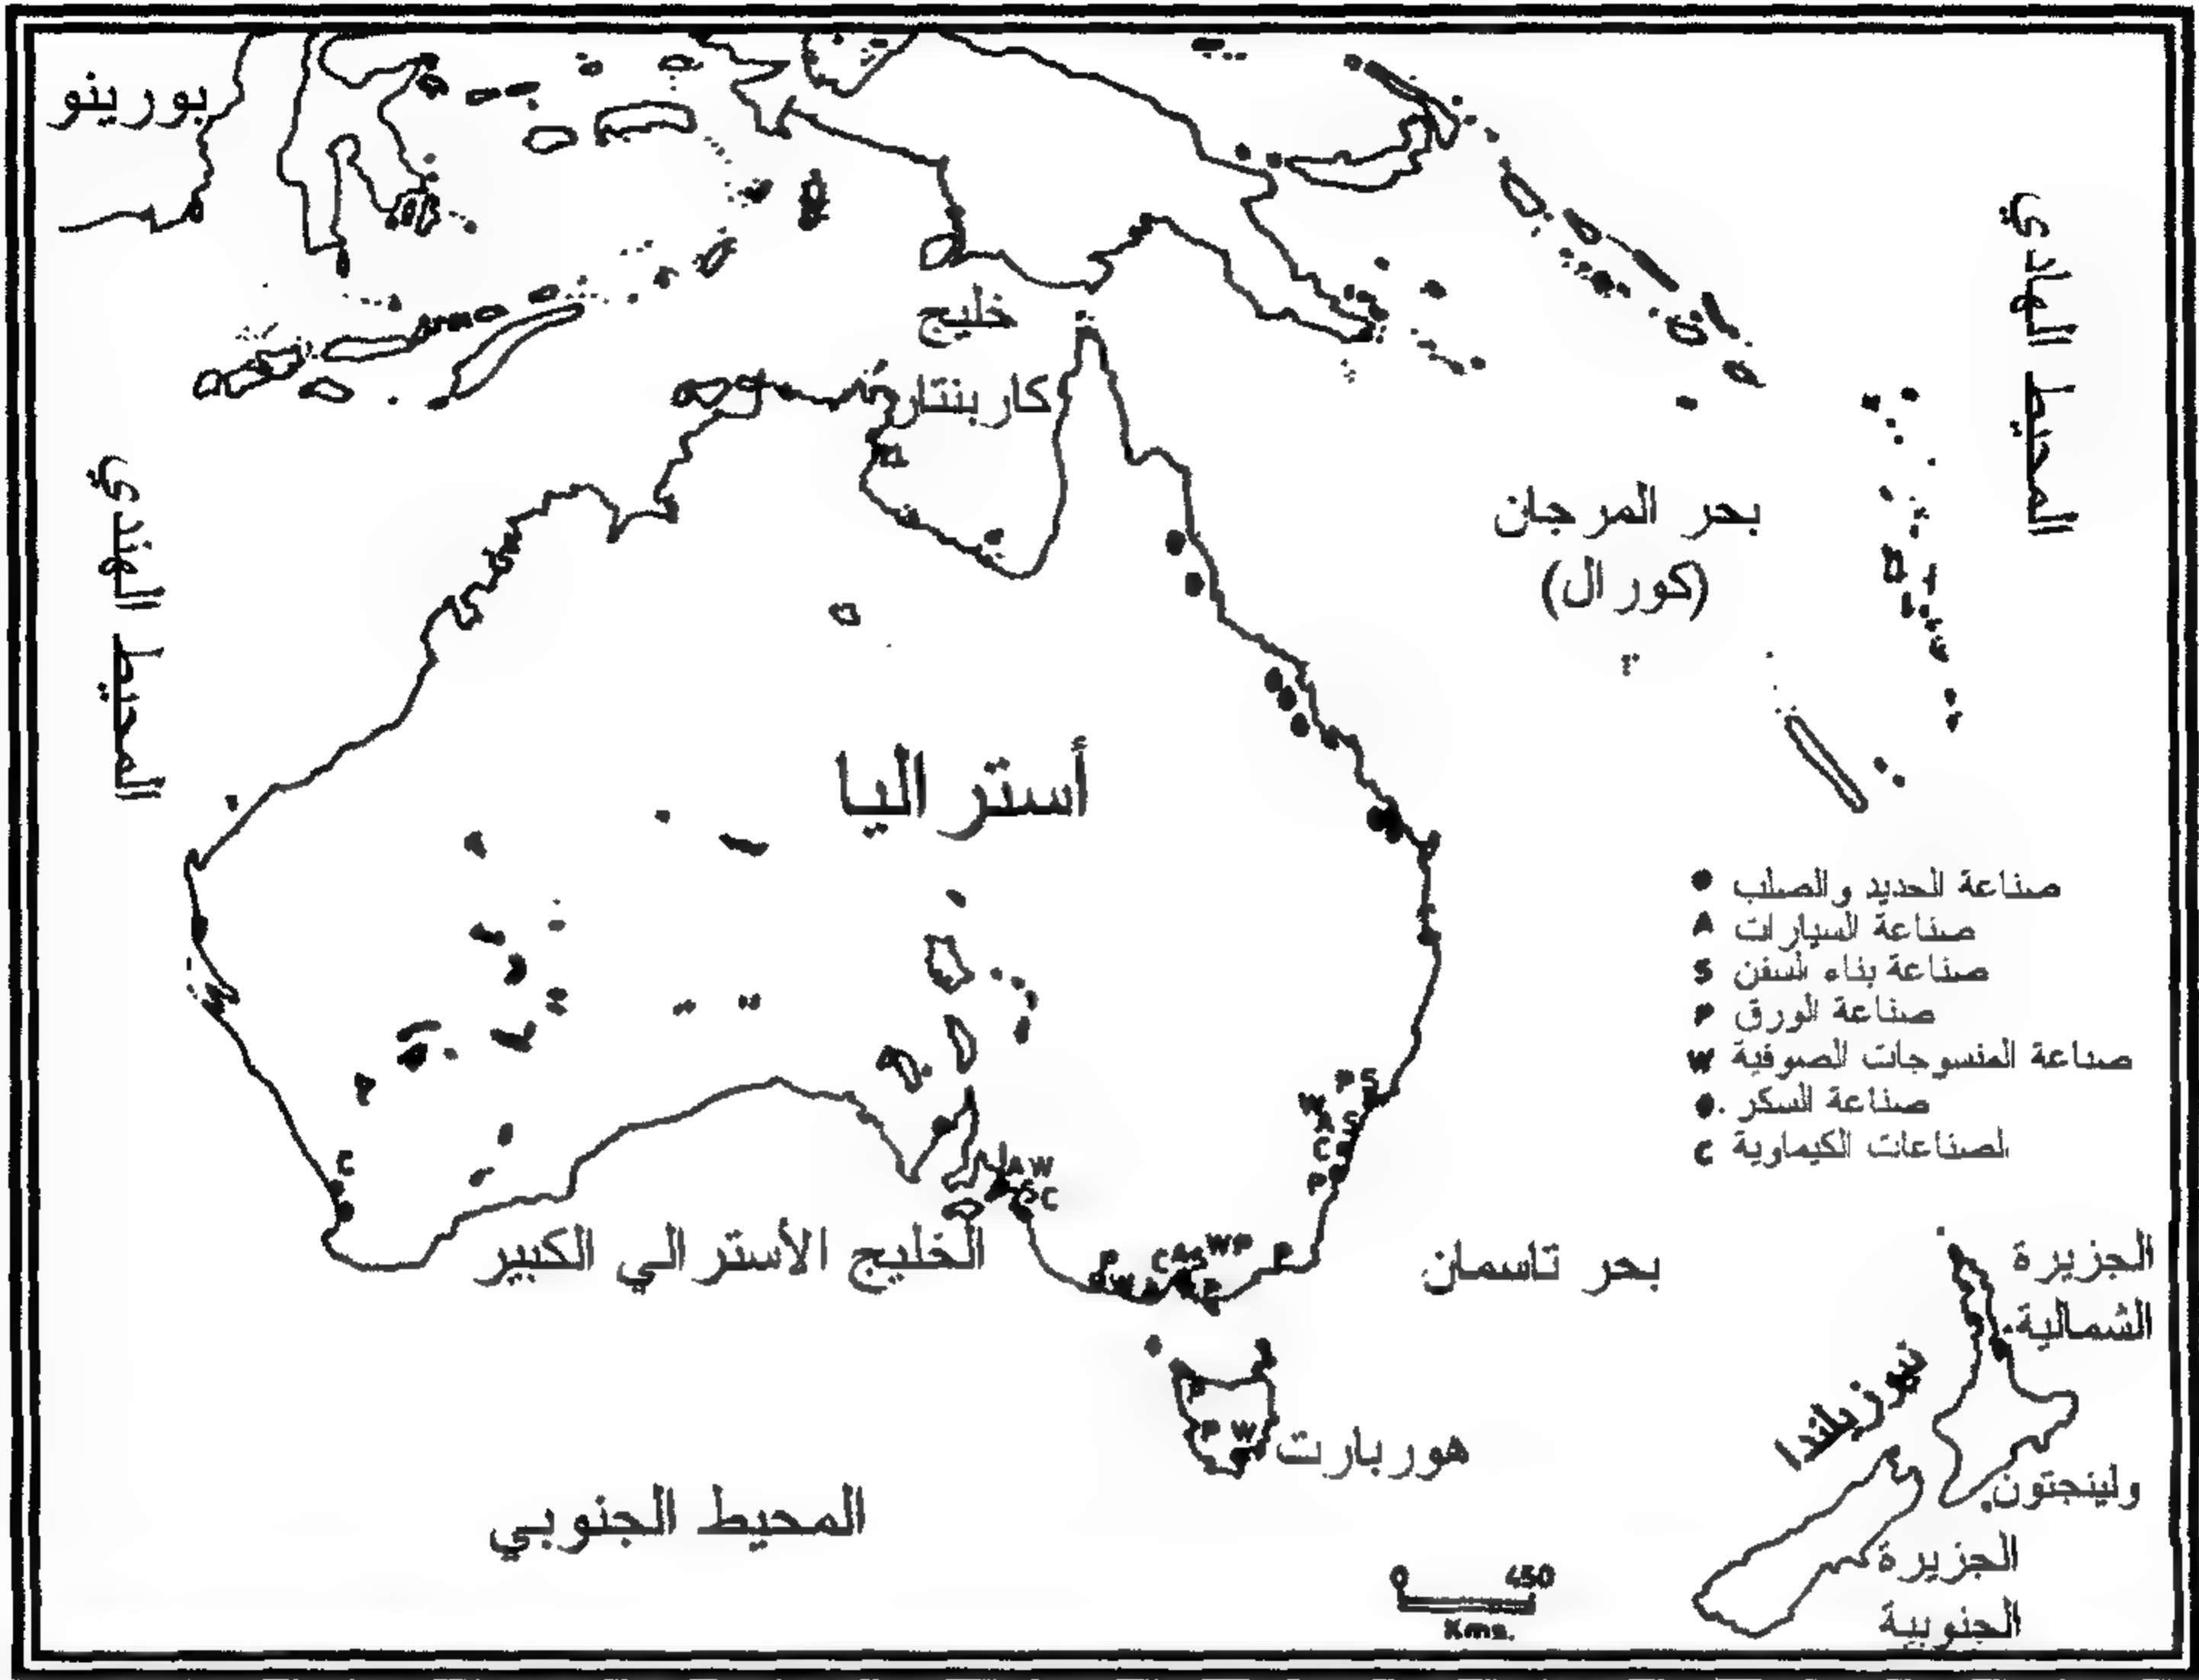 بورينو
خليج
كاربنتار
المحيط الهادي
المحيط الهندي
بحر المرجان
(كورال)
أستراليا
● صناعة الحديد والصلب
A صناعة السيارات
S صناعة بناء السفن
P صناعة الورق
W صناعة المنسوجات الصوفية
صناعة السكر
C الصناعات الكيماوية
P S
W
A S
C
P
C
A W
S C
الخليج الأسترالي الكبير
P C A S W P
W
P
بحر تاسمان
الجزيرة
الشمالية
نيوزيلندا
P W
هوربارت
ولينجتون
المحيط الجنوبي
الجزيرة
الجنوبية
0 450
Kms.